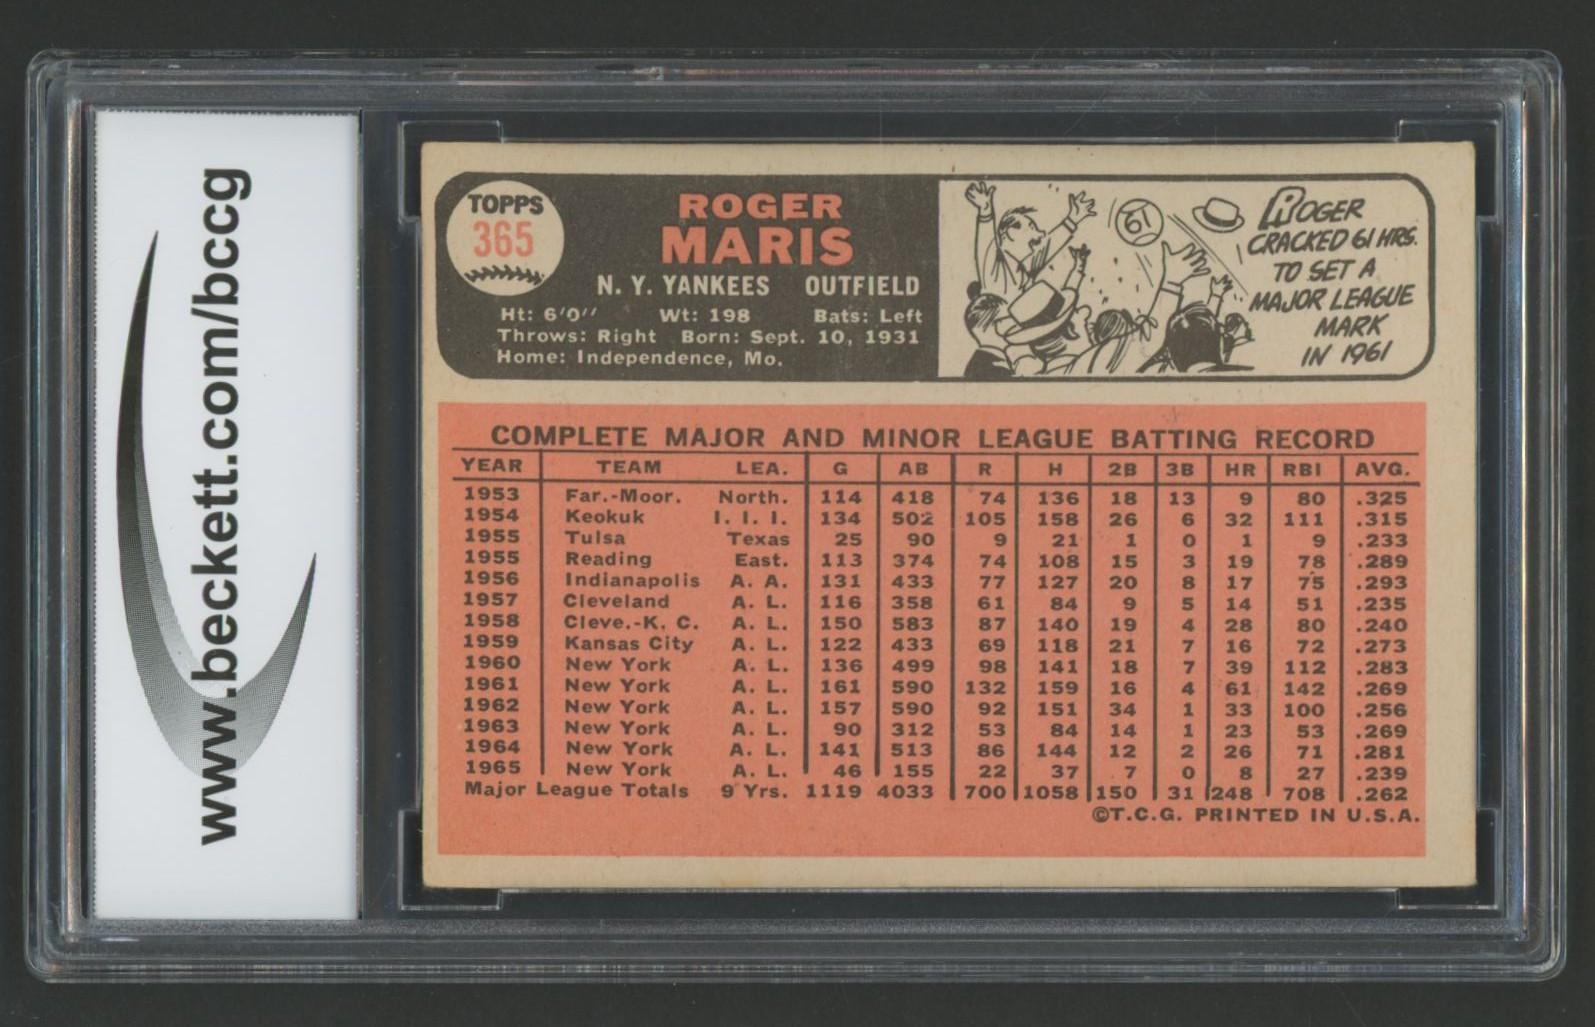 www.beckett.com/bccg
TOPPS
365
ROGER
MARIS
N. Y. YANKEES OUTFIELD
Ht: 6'0'' Wt: 198 Bats: Left
Throws: Right Born: Sept. 10, 1931
Home: Independence, Mo.
61
ROGER
CRACKED 61 HRS.
TO SET A
MAJOR LEAGUE
MARK
IN 1961
COMPLETE MAJOR AND MINOR LEAGUE BATTING RECORD
YEAR TEAM LEA. G AB R H 2B 3B HR RBI AVG.
1953 Far.-Moor. North. 114 418 74 136 18 13 9 80 .325
1954 Keokuk I. I. I. 134 502 105 158 26 6 32 111 .315
1955 Tulsa Texas 25 90 9 21 1 0 1 9 .233
1955 Reading East. 113 374 74 108 15 3 19 78 .289
1956 Indianapolis A. A. 131 433 77 127 20 8 17 75 .293
1957 Cleveland A. L. 116 358 61 84 9 5 14 51 .235
1958 Cleve.-K. C. A. L. 150 583 87 140 19 4 28 80 .240
1959 Kansas City A. L. 122 433 69 118 21 7 16 72 .273
1960 New York A. L. 136 499 98 141 18 7 39 112 .283
1961 New York A. L. 161 590 132 159 16 4 61 142 .269
1962 New York A. L. 157 590 92 151 34 1 33 100 .256
1963 New York A. L. 90 312 53 84 14 1 23 53 .269
1964 New York A. L. 141 513 86 144 12 2 26 71 .281
1965 New York A. L. 46 155 22 37 7 0 8 27 .239
Major League Totals 9 Yrs. 1119 4033 700 1058 150 31 248 708 .262
©T.C.G. PRINTED IN U.S.A.